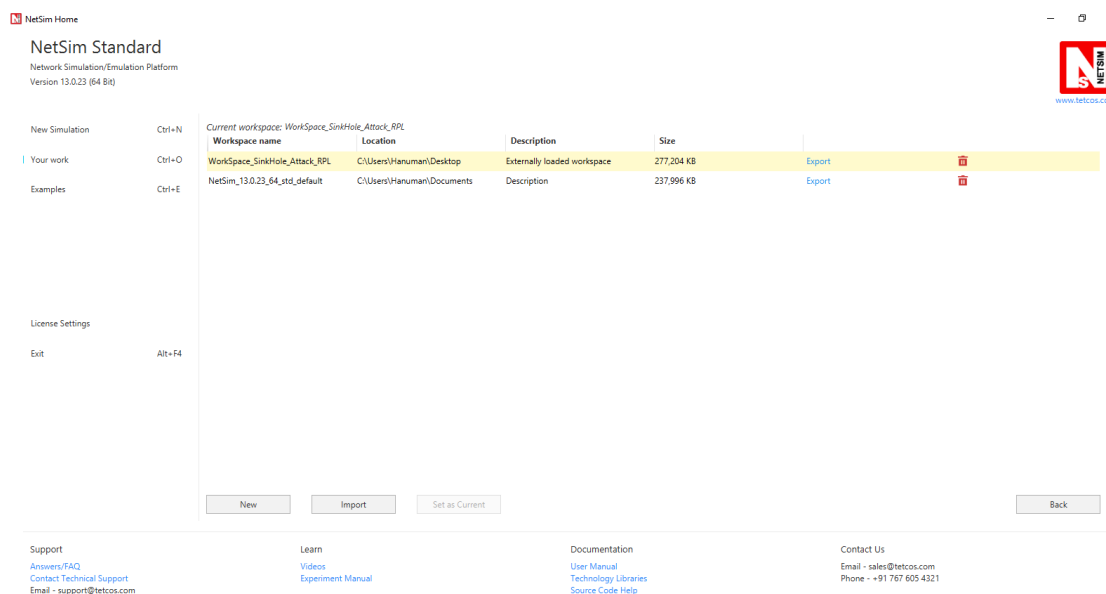 NetSim Home
NetSim Standard
Network Simulation/Emulation Platform
Version 13.0.23 (64 Bit)
NETSIM
www.tetcos.co
New Simulation Ctrl+N
Your work Ctrl+O
Examples Ctrl+E
License Settings
Exit Alt+F4
Current workspace: WorkSpace_SinkHole_Attack_RPL
Workspace name Location Description Size
WorkSpace_SinkHole_Attack_RPL C:\Users\Hanuman\Desktop Externally loaded workspace 277,204 KB Export
NetSim_13.0.23_64_std_default C:\Users\Hanuman\Documents Description 237,996 KB Export
New Import Set as Current Back
Support Learn Documentation Contact Us
Answers/FAQ Videos User Manual Email - sales@tetcos.com
Contact Technical Support Experiment Manual Technology Libraries Phone - +91 767 605 4321
Email - support@tetcos.com Source Code Help